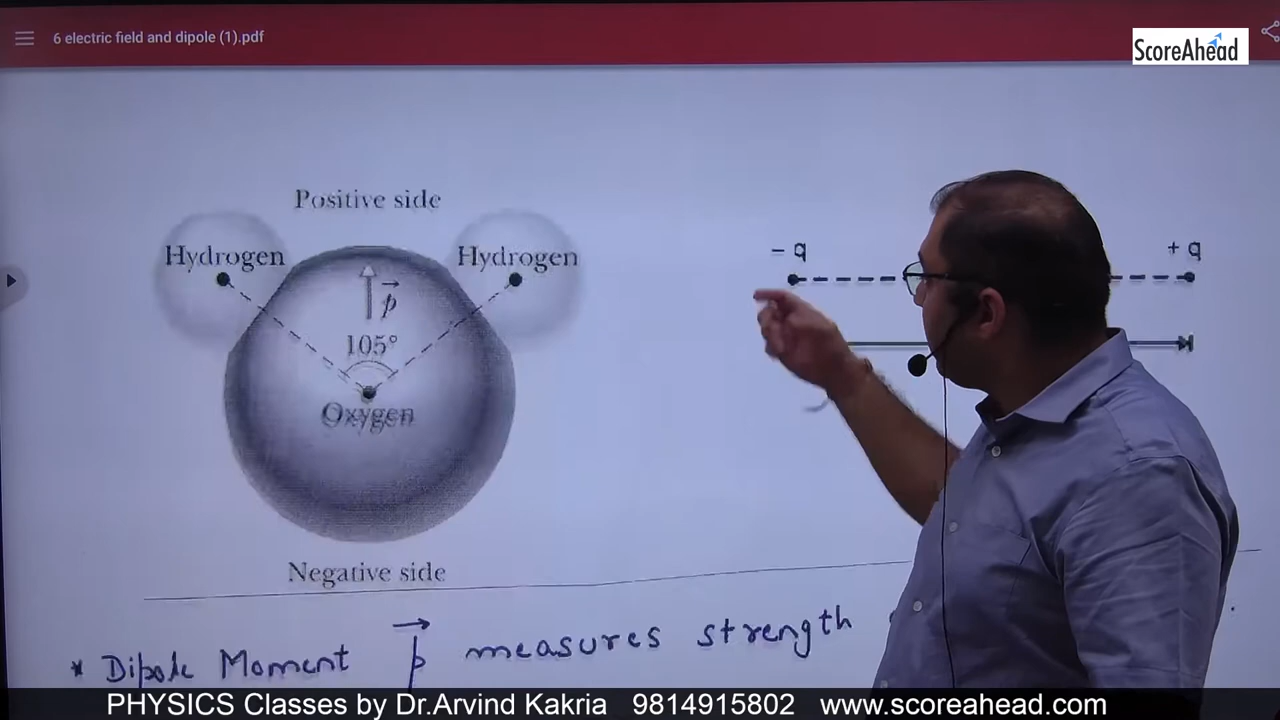 6 electric field and dipole (1).pdf
ScoreAhead
Positive side
Hydrogen
Hydrogen
p
105°
Oxygen
Negative side
- q
+ q
* Dipole Moment p measures strength
PHYSICS Classes by Dr.Arvind Kakria 9814915802 www.scoreahead.com